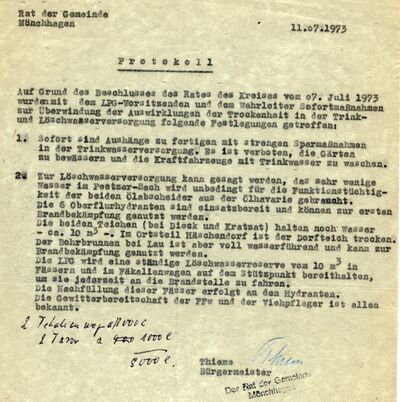 Rat der Gemeinde
Mönchhagen
11.07.1973
Protokoll
Auf Grund des Beschlusses des Rates des Kreises vom 07. Juli 1973
wurden mit dem LPG-Vorsitzenden und dem Wehrleiter Sofortmaßnahmen
zur Überwindung der Auswirkungen der Trockenheit in der Trink-
und Löschwasserversorgung folgende Festlegungen getroffen:
1. Sofort sind Aushänge zu fertigen mit strengen Sparmaßnahmen
in der Trinkwasserversorgung. Es ist verboten, die Gärten
zu bewässern und die Kraftfahrzeuge mit Trinkwasser zu waschen.
2. Zur Löschwasserversorgung kann gesagt werden, das sehr wenige
Wasser im Peetzer-Bach wird unbedingt für die Funktionstüchtig-
keit der beiden Ölabscheider aus der Ölhavarie gebraucht.
Die 6 Oberflurhydranten sind einsatzbereit und können zur ersten
Brandbekämpfung genutzt werden.
Die beiden Teichen (bei Dieck und Kratzat) halten noch Wasser
- ca. 10 m³ -. Im Ortsteil Häschendorf ist der Dorfteich trocken.
Der Bohrbrunnen bei Lau ist aber voll wasserführend und kann zur
Brandbekämpfung genutzt werden.
Die LPG wird eine ständige Löschwasserreserve vom 10 m³ in
Fässern und im Fäkalienwagen auf dem Stützpunkt bereithalten,
um sie jederzeit an die Brandstelle zu fahren.
Die Nachfüllung dieser Fässer erfolgt an den Hydranten.
Die Gewitterbereitschaft der FFw und der Viehpfleger ist allen
bekannt.
2
2 a 1000 l
8000 l.
Thieme
Bürgermeister
Der Rat der Gemeinde
Mönchhagen